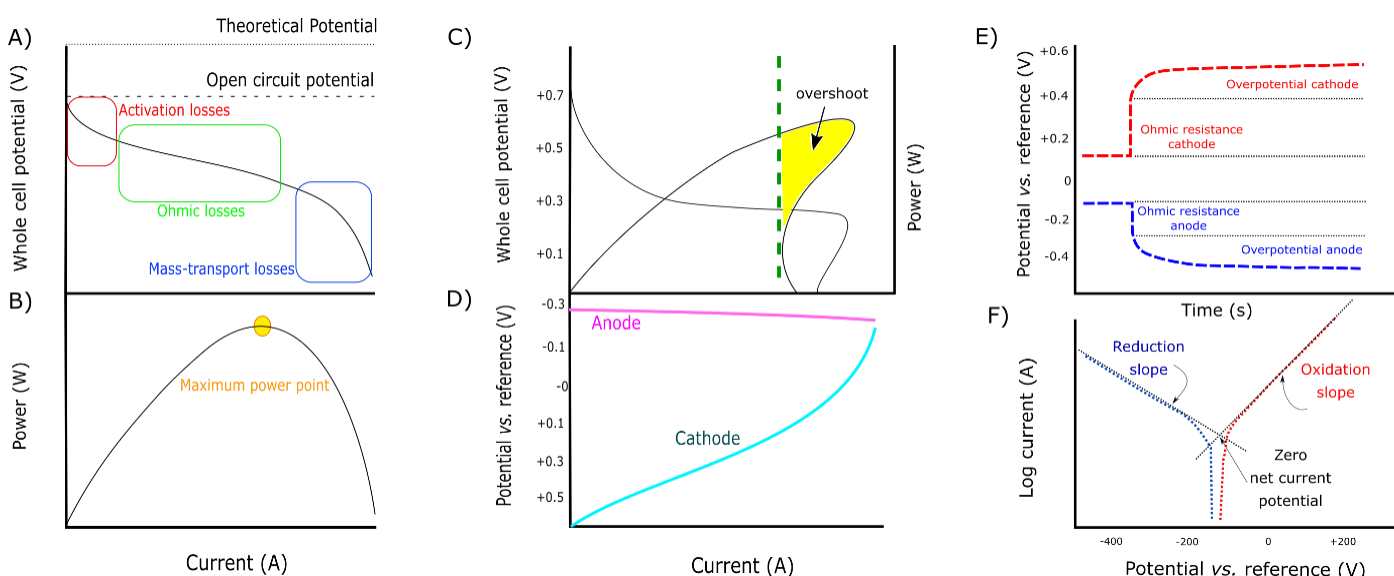 A)
Theoretical Potential
Open circuit potential
Activation losses
Ohmic losses
Mass-transport losses
Whole cell potential (V)
B)
Maximum power point
Power (W)
Current (A)
C)
Whole cell potential (V)
+0.7
+0.5
+0.3
+0.1
overshoot
Power (W)
D)
Potential vs. reference (V)
-0.3
-0.1
-0
+0.1
+0.3
+0.5
Anode
Cathode
Current (A)
E)
Potential vs. reference (V)
+0.6
+0.4
+0.2
0
-0.2
-0.4
Overpotential cathode
Ohmic resistance
cathode
Ohmic resistance
anode
Overpotential anode
Time (s)
F)
Log current (A)
Reduction
slope
Oxidation
slope
Zero
net current
potential
-400
-200
0
+200
Potential vs. reference (V)